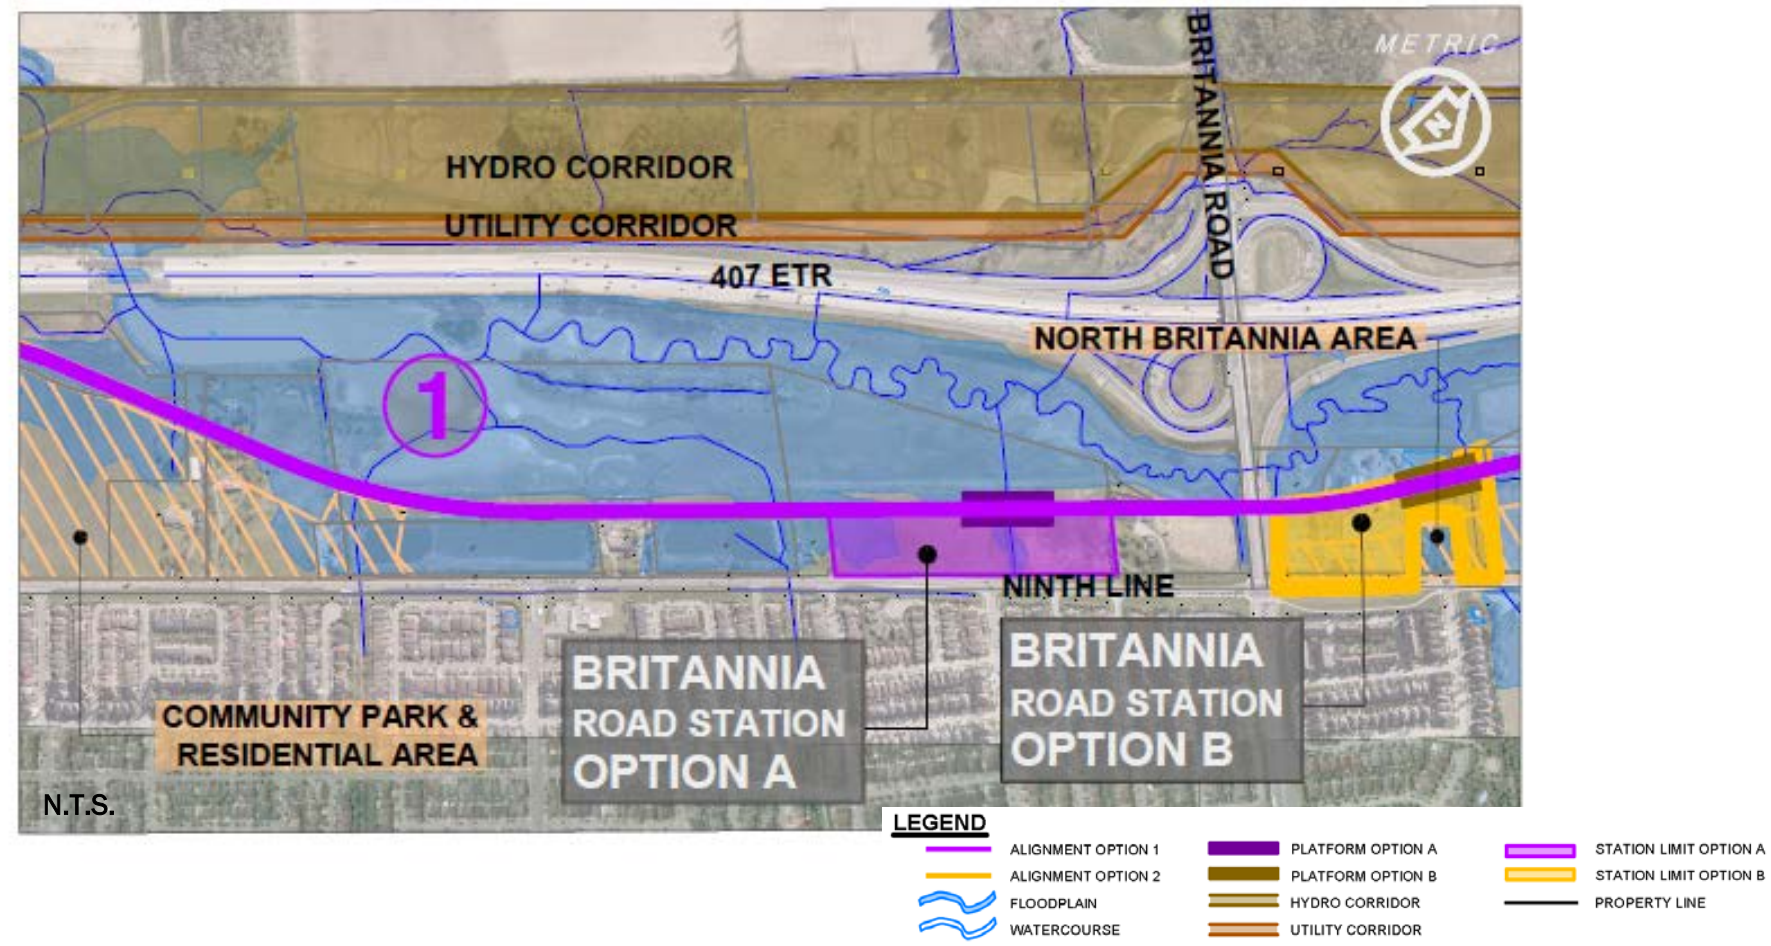 METRIC
N
BRITANNIA ROAD
HYDRO CORRIDOR
UTILITY CORRIDOR
407 ETR
NORTH BRITANNIA AREA
1
NINTH LINE
BRITANNIA
ROAD STATION
OPTION A
BRITANNIA
ROAD STATION
OPTION B
COMMUNITY PARK &
RESIDENTIAL AREA
N.T.S.
LEGEND
ALIGNMENT OPTION 1
ALIGNMENT OPTION 2
FLOODPLAIN
WATERCOURSE
PLATFORM OPTION A
PLATFORM OPTION B
HYDRO CORRIDOR
UTILITY CORRIDOR
STATION LIMIT OPTION A
STATION LIMIT OPTION B
PROPERTY LINE